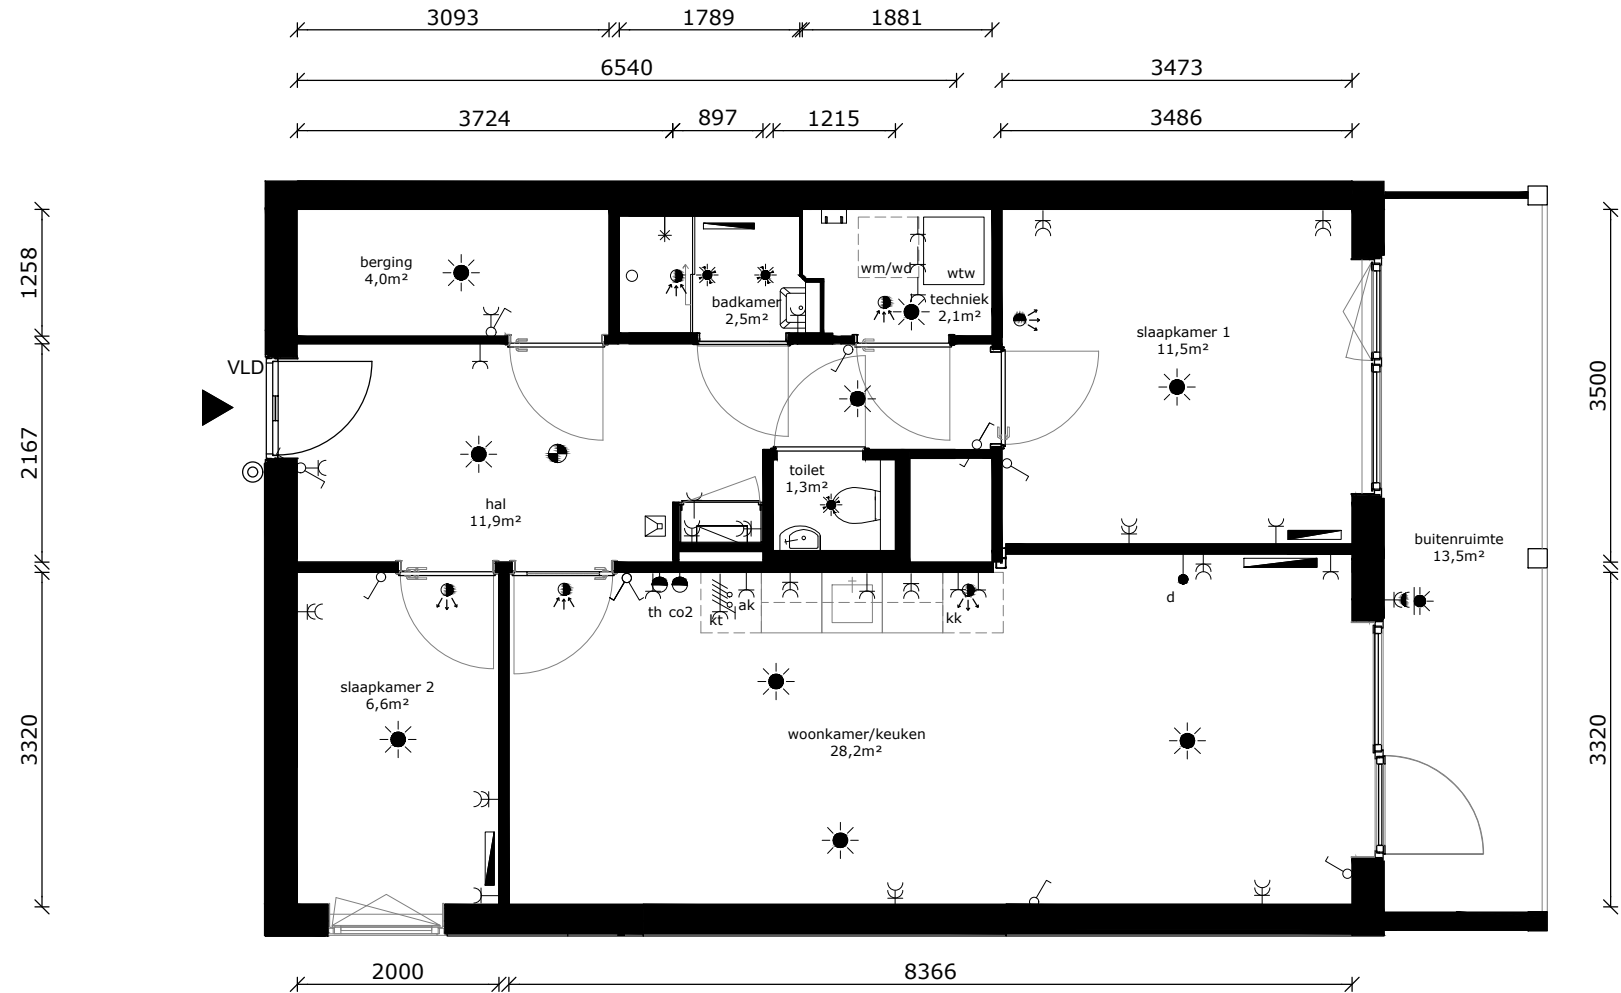 3093
1789
1881
6540
3473
3724
897
1215
3486
1258
2167
3320
3500
3320
berging
4,0m²
badkamer
2,5m²
wm/wd
wtw
techniek
2,1m²
slaapkamer 1
11,5m²
VLD
hal
11,9m²
toilet
1,3m²
buitenruimte
13,5m²
th co2
kt
ak
kk
d
slaapkamer 2
6,6m²
woonkamer/keuken
28,2m²
2000
8366